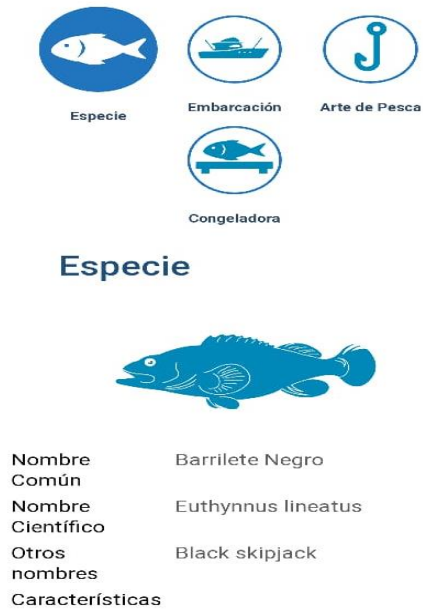 Especie
Embarcación
Arte de Pesca
Congeladora
Especie
Nombre Barrilete Negro
Común
Nombre Euthynnus lineatus
Científico
Otros Black skipjack
nombres
Características